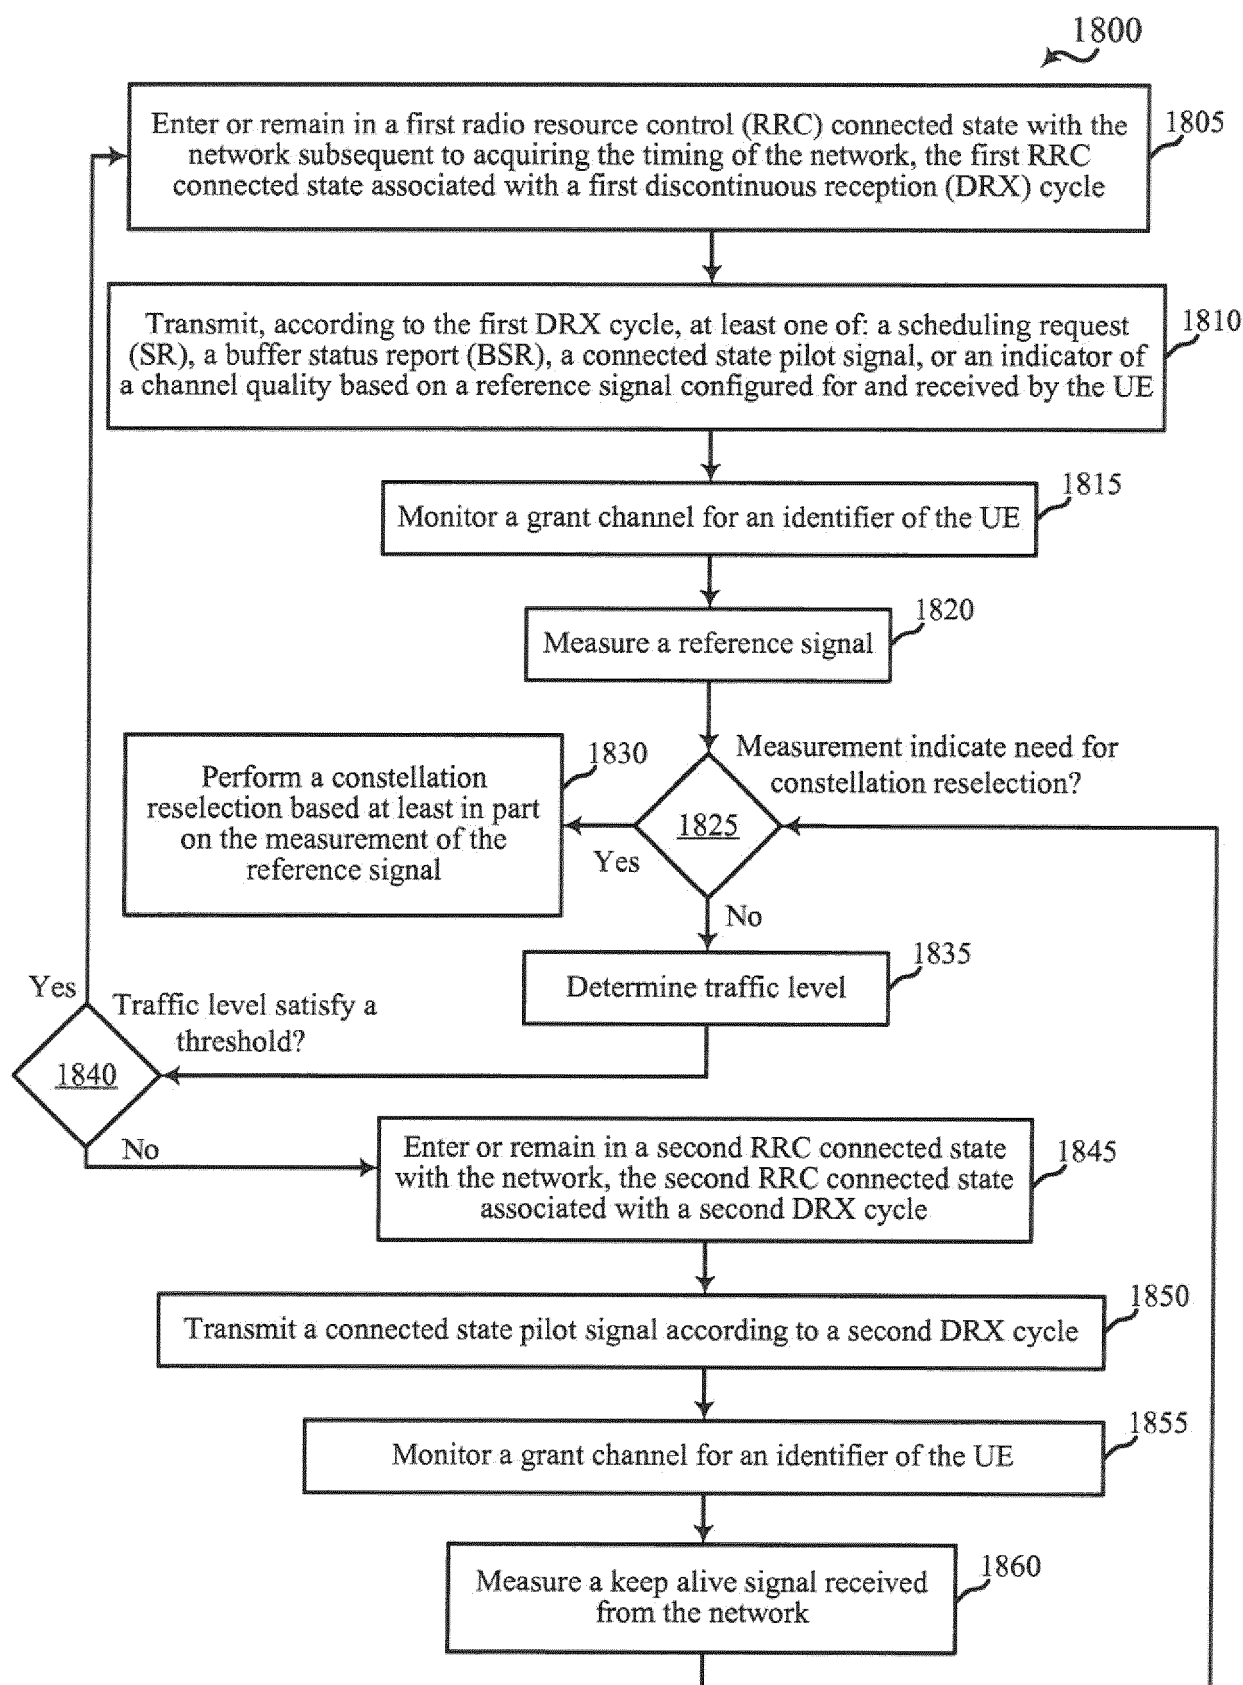 1800
Enter or remain in a first radio resource control (RRC) connected state with the
network subsequent to acquiring the timing of the network, the first RRC
connected state associated with a first discontinuous reception (DRX) cycle
1805
Transmit, according to the first DRX cycle, at least one of: a scheduling request
(SR), a buffer status report (BSR), a connected state pilot signal, or an indicator of
a channel quality based on a reference signal configured for and received by the UE
1810
Monitor a grant channel for an identifier of the UE
1815
Measure a reference signal
1820
Measurement indicate need for
constellation reselection?
1825
Yes
No
Perform a constellation
reselection based at least in part
on the measurement of the
reference signal
1830
Determine traffic level
1835
Traffic level satisfy a
threshold?
1840
Yes
No
Enter or remain in a second RRC connected state
with the network, the second RRC connected state
associated with a second DRX cycle
1845
Transmit a connected state pilot signal according to a second DRX cycle
1850
Monitor a grant channel for an identifier of the UE
1855
Measure a keep alive signal received
from the network
1860